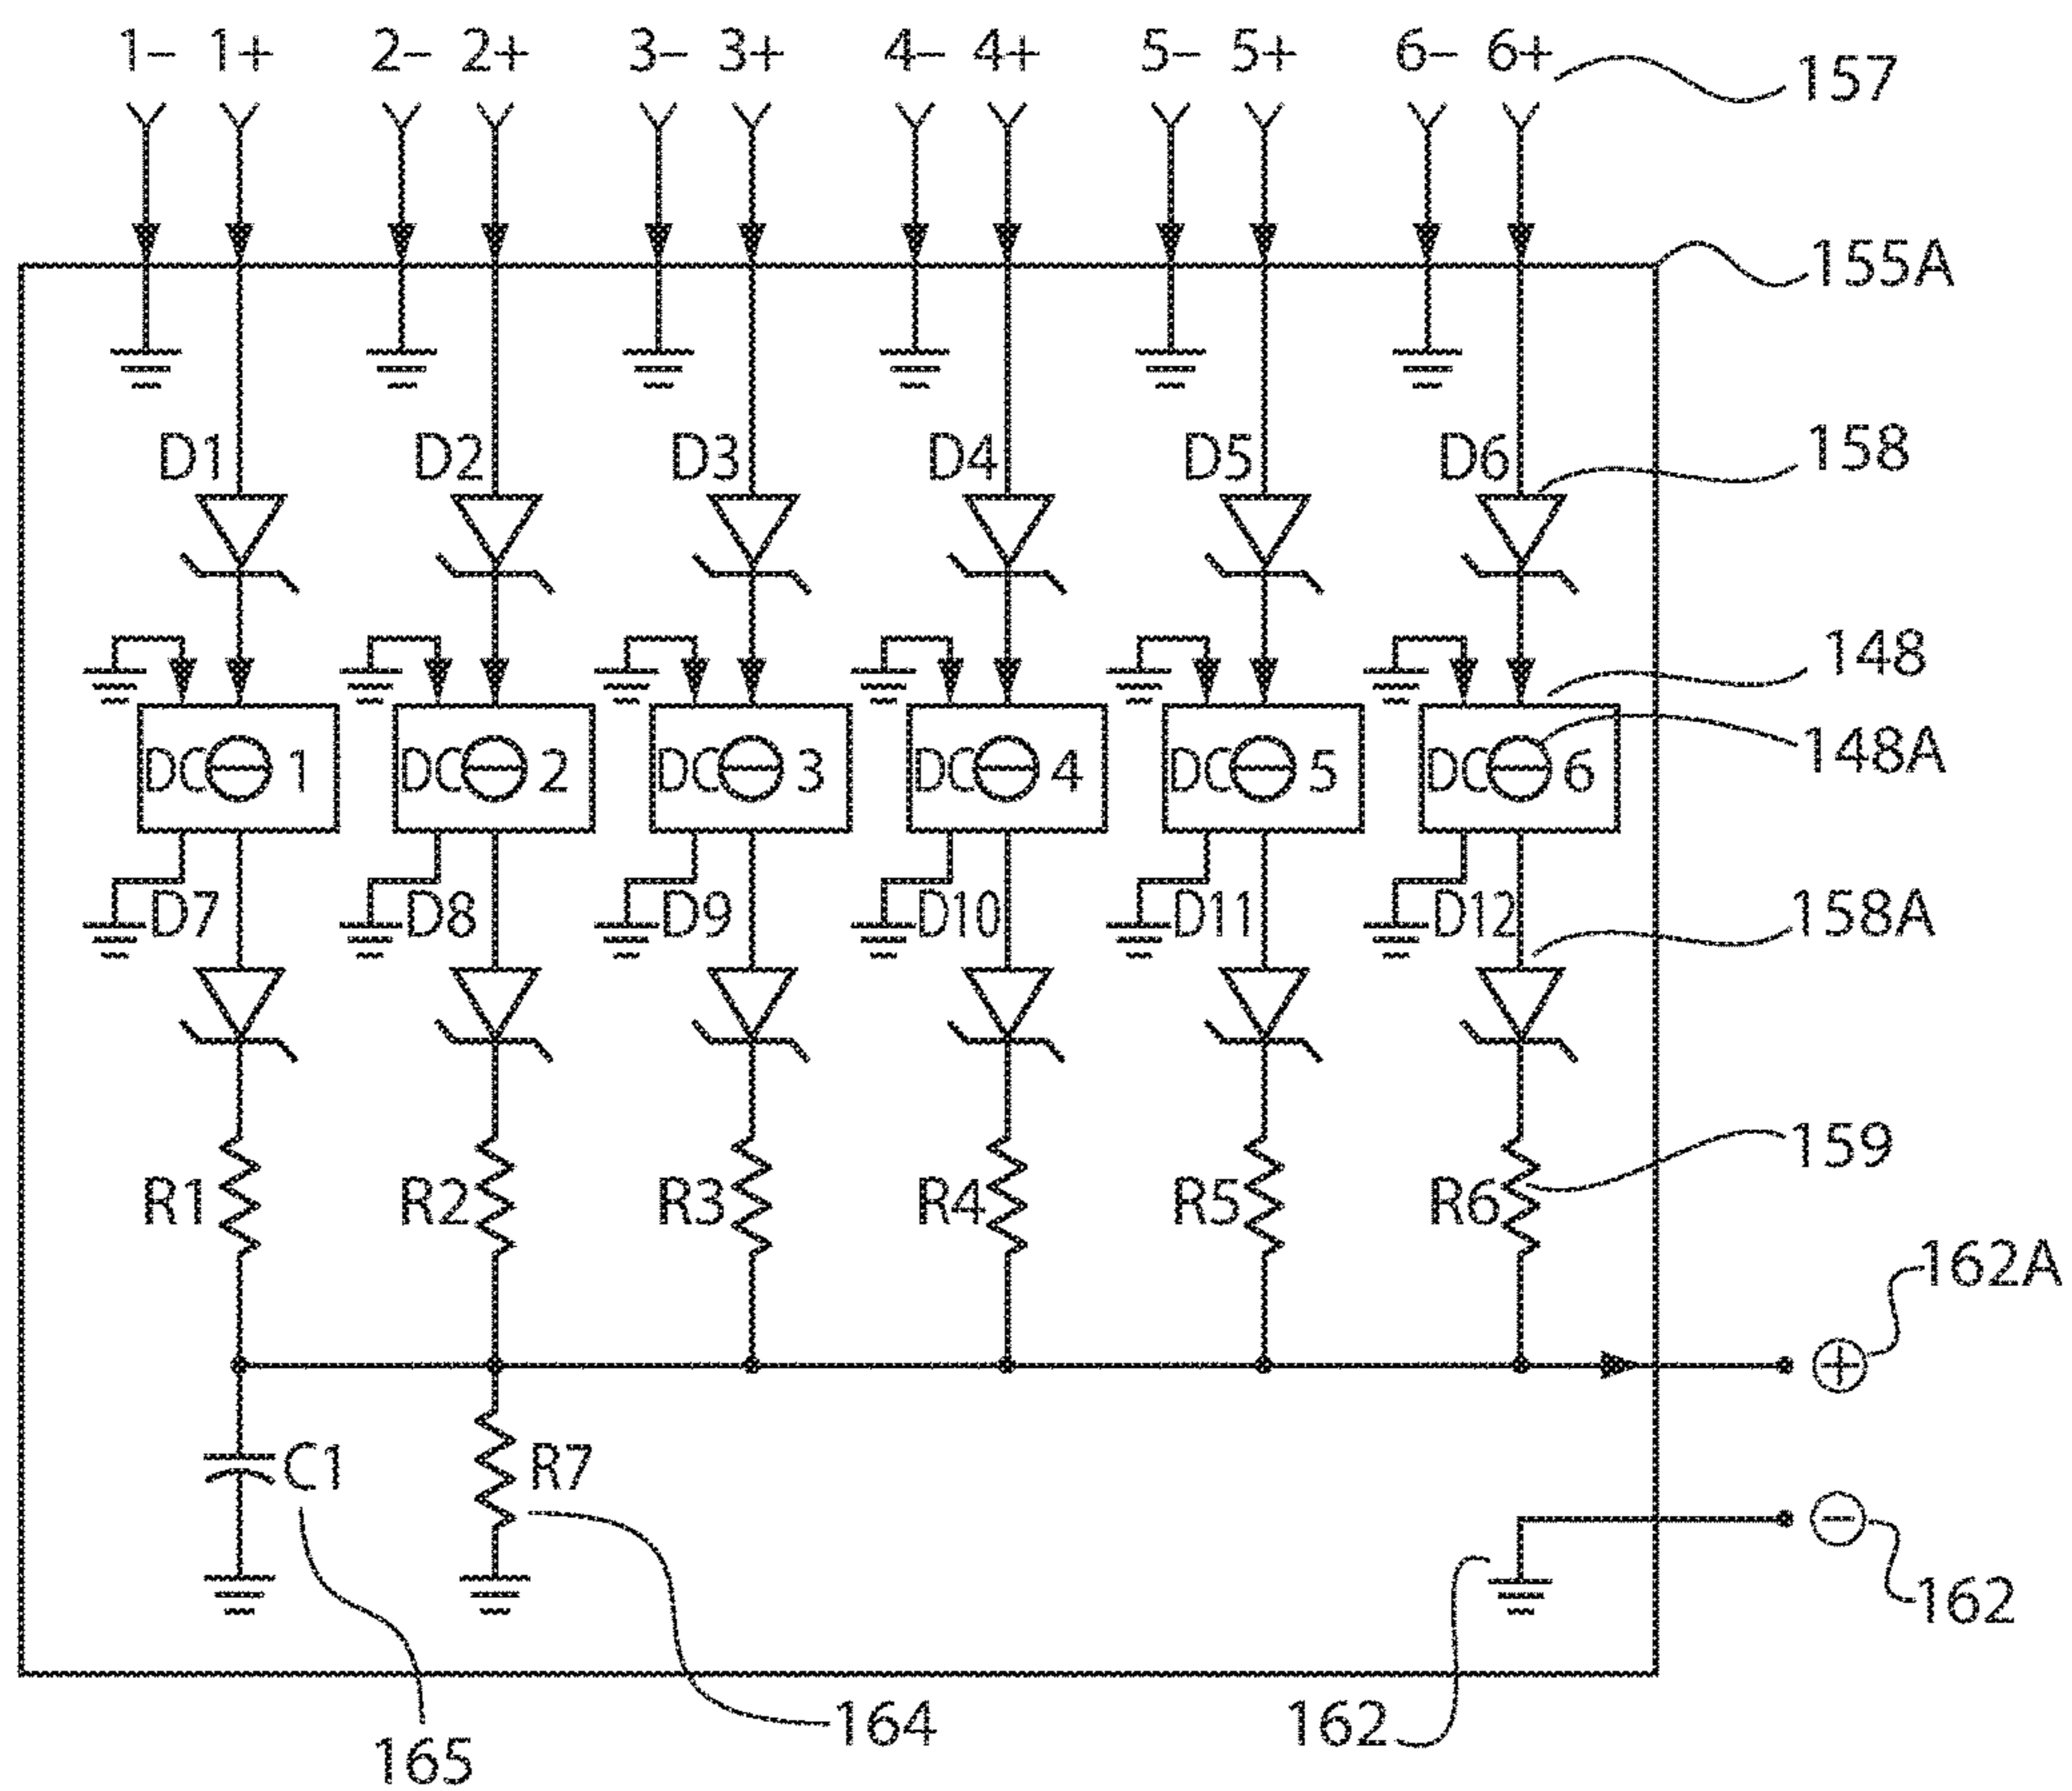 1– 1+ 2– 2+ 3– 3+ 4– 4+ 5– 5+ 6– 6+ 157
155A
D1 D2 D3 D4 D5 D6 158
148
DC 1 DC 2 DC 3 DC 4 DC 5 DC 6 148A
D7 D8 D9 D10 D11 D12 158A
159
R1 R2 R3 R4 R5 R6
162A
+
C1 R7
–
162
165 164 162